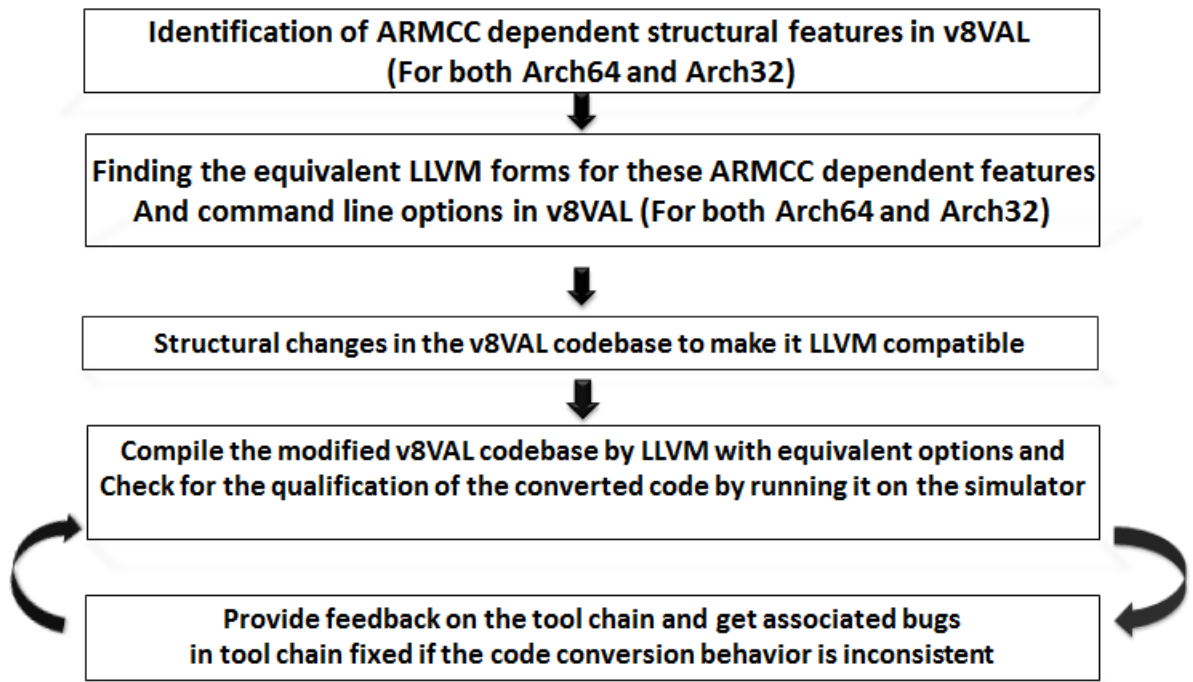 Identification of ARMCC dependent structural features in v8VAL
(For both Arch64 and Arch32)
Finding the equivalent LLVM forms for these ARMCC dependent features
And command line options in v8VAL (For both Arch64 and Arch32)
Structural changes in the v8VAL codebase to make it LLVM compatible
Compile the modified v8VAL codebase by LLVM with equivalent options and
Check for the qualification of the converted code by running it on the simulator
Provide feedback on the tool chain and get associated bugs
in tool chain fixed if the code conversion behavior is inconsistent